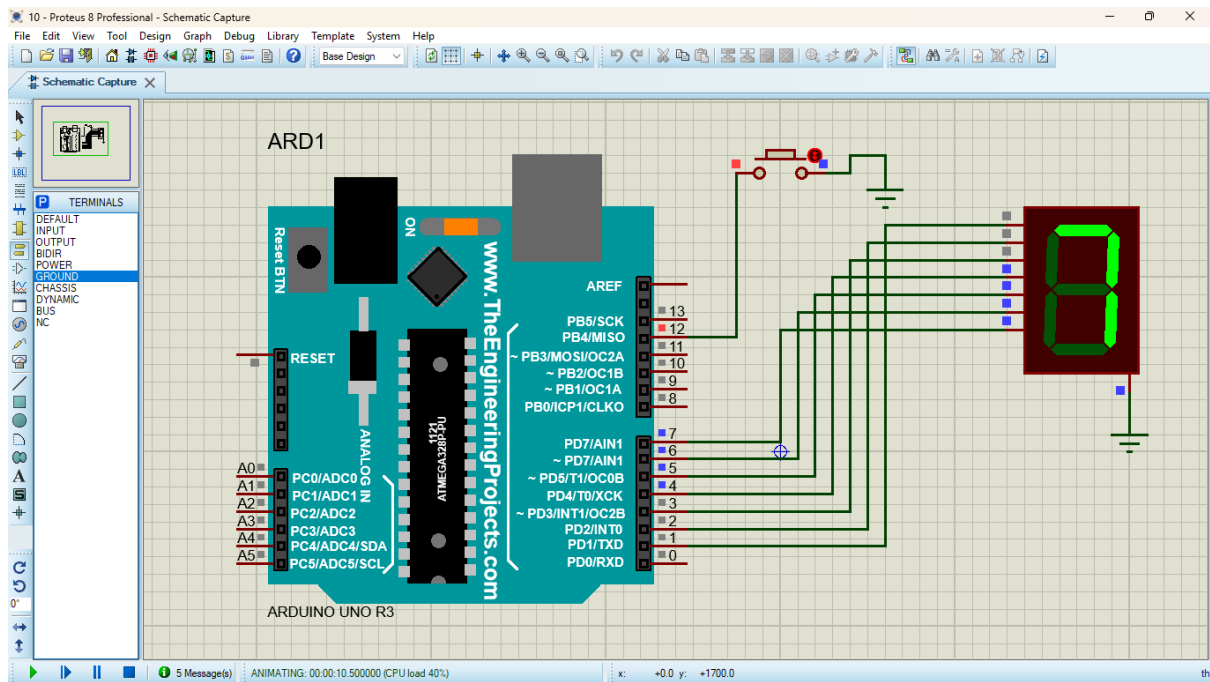 10 - Proteus 8 Professional - Schematic Capture
File Edit View Tool Design Graph Debug Library Template System Help
Base Design
Schematic Capture
P TERMINALS
DEFAULT
INPUT
OUTPUT
BIDIR
POWER
GROUND
CHASSIS
DYNAMIC
BUS
NC
LBL
A
S
0°
ARD1
Reset BTN
ON
www.TheEngineeringProjects.com
RESET
ANALOG IN
1121
ATMEGA328P-PU
AREF
PB5/SCK 13
PB4/MISO 12
~ PB3/MOSI/OC2A 11
~ PB2/OC1B 10
~ PB1/OC1A 9
PB0/ICP1/CLKO 8
PD7/AIN1 7
~ PD7/AIN1 6
~ PD5/T1/OC0B 5
PD4/T0/XCK 4
~ PD3/INT1/OC2B 3
PD2/INT0 2
PD1/TXD 1
PD0/RXD 0
A0 PC0/ADC0
A1 PC1/ADC1
A2 PC2/ADC2
A3 PC3/ADC3
A4 PC4/ADC4/SDA
A5 PC5/ADC5/SCL
ARDUINO UNO R3
5 Message(s) ANIMATING: 00:00:10.500000 (CPU load 40%) x: +0.0 y: +1700.0 th